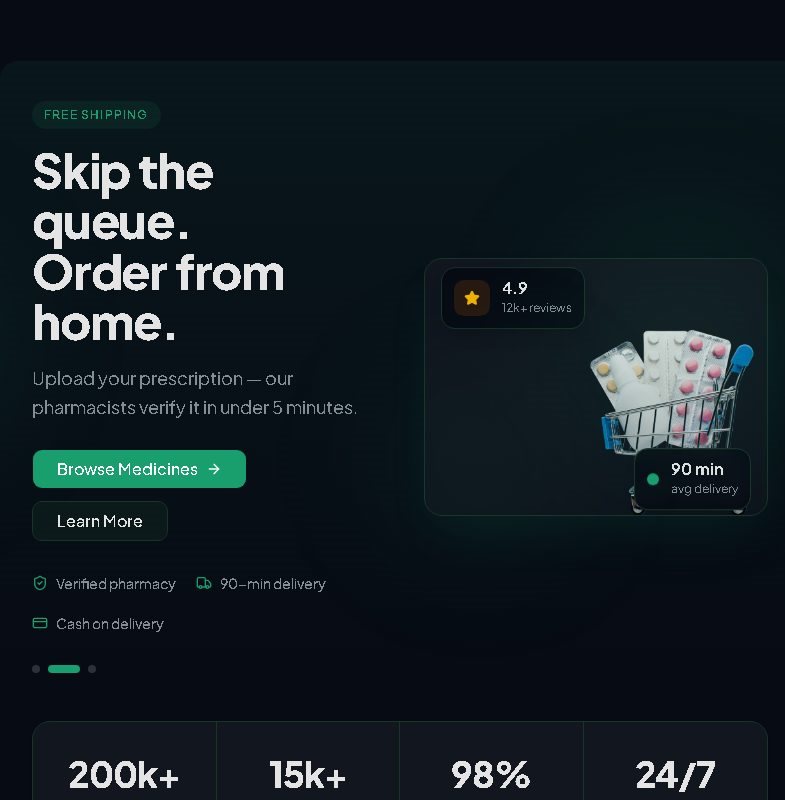 FREE SHIPPING
Skip the
queue.
Order from
home.
Upload your prescription — our
pharmacists verify it in under 5 minutes.
Browse Medicines →
Learn More
Verified pharmacy
90-min delivery
Cash on delivery
4.9
12k+ reviews
90 min
avg delivery
200k+
15k+
98%
24/7